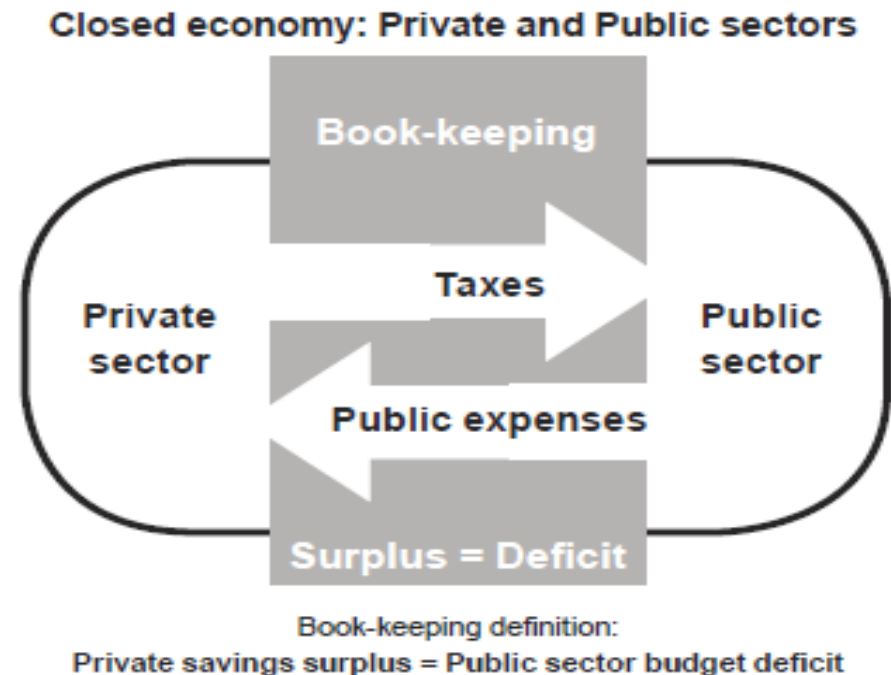 Closed economy: Private and Public sectors
Book-keeping
Taxes
Private
sector
Public
sector
Public expenses
Surplus = Deficit
Book-keeping definition:
Private savings surplus = Public sector budget deficit